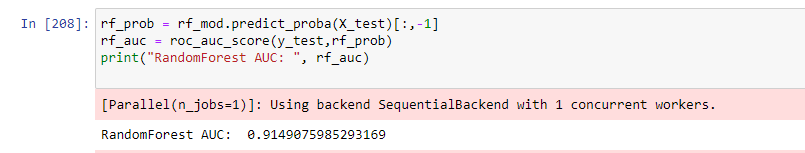 In [208]: rf_prob = rf_mod.predict_proba(X_test)[:,-1]
rf_auc = roc_auc_score(y_test,rf_prob)
print("RandomForest AUC: ", rf_auc)
[Parallel(n_jobs=1)]: Using backend SequentialBackend with 1 concurrent workers.
RandomForest AUC:  0.9149075985293169